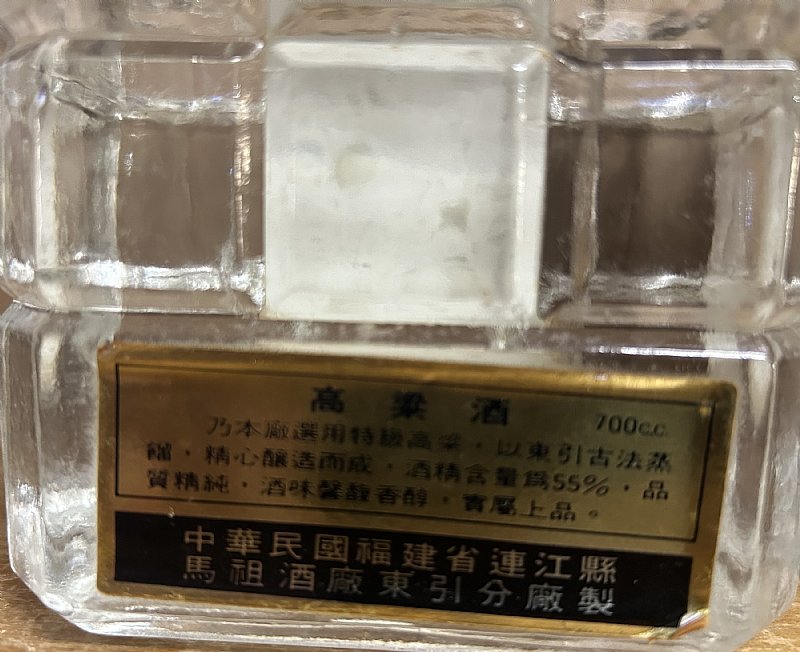 高粱酒 700c.c.
乃本廠選用特級高粱，以東引古法蒸
餾，精心釀造而成，酒精含量爲55%，品
質精純，酒味馨馥香醇，實屬上品。
中華民國福建省連江縣
馬祖酒廠東引分廠製